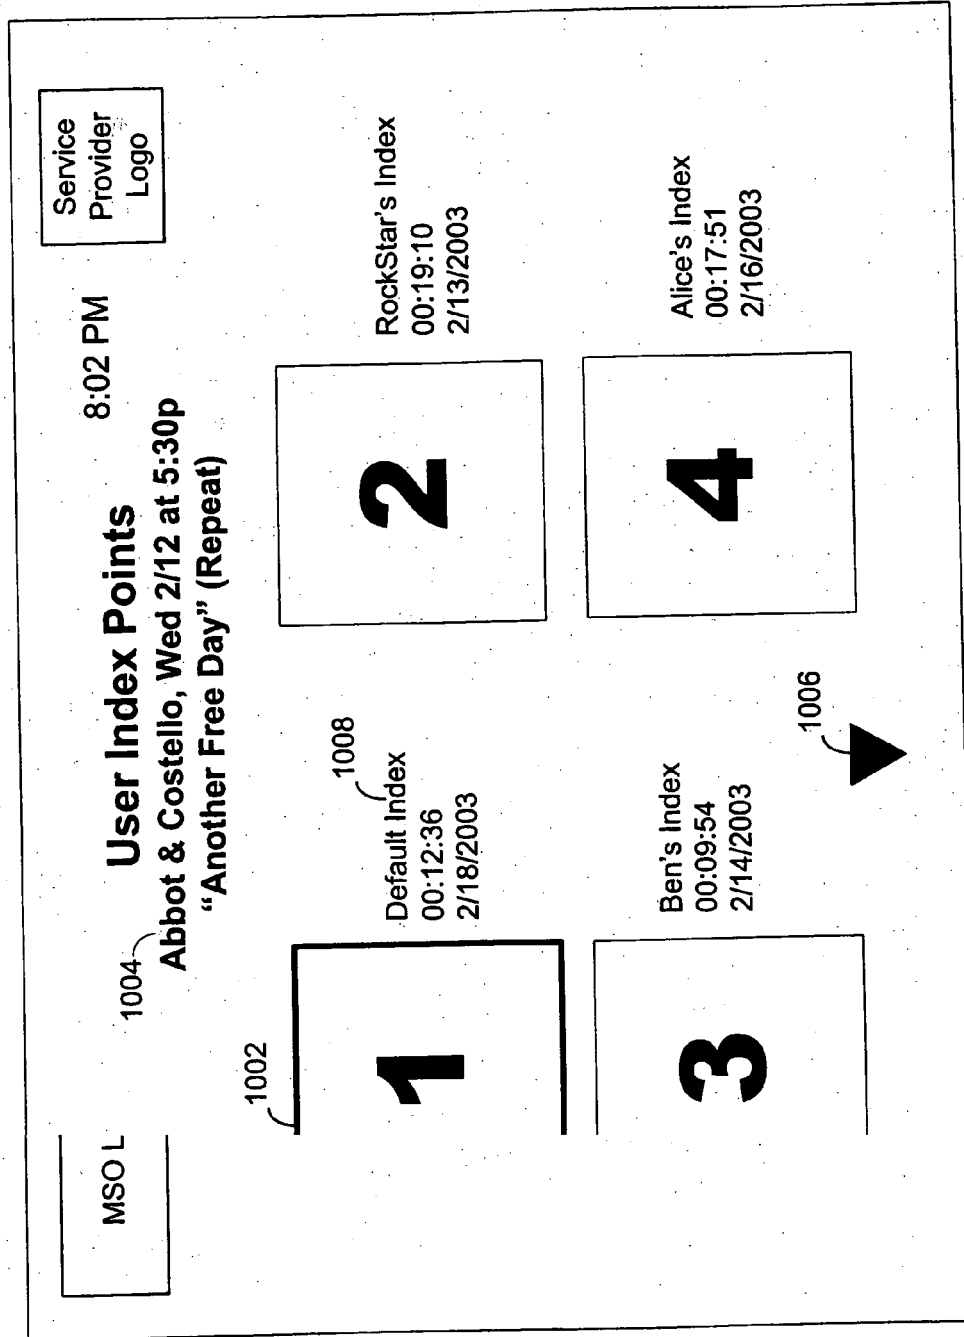 MSO L
User Index Points
8:02 PM
Service
Provider
Logo
1004
Abbot & Costello, Wed 2/12 at 5:30p
“Another Free Day” (Repeat)
1002
1
1008
Default Index
00:12:36
2/18/2003
2
RockStar's Index
00:19:10
2/13/2003
3
Ben's Index
00:09:54
2/14/2003
4
Alice's Index
00:17:51
2/16/2003
1006